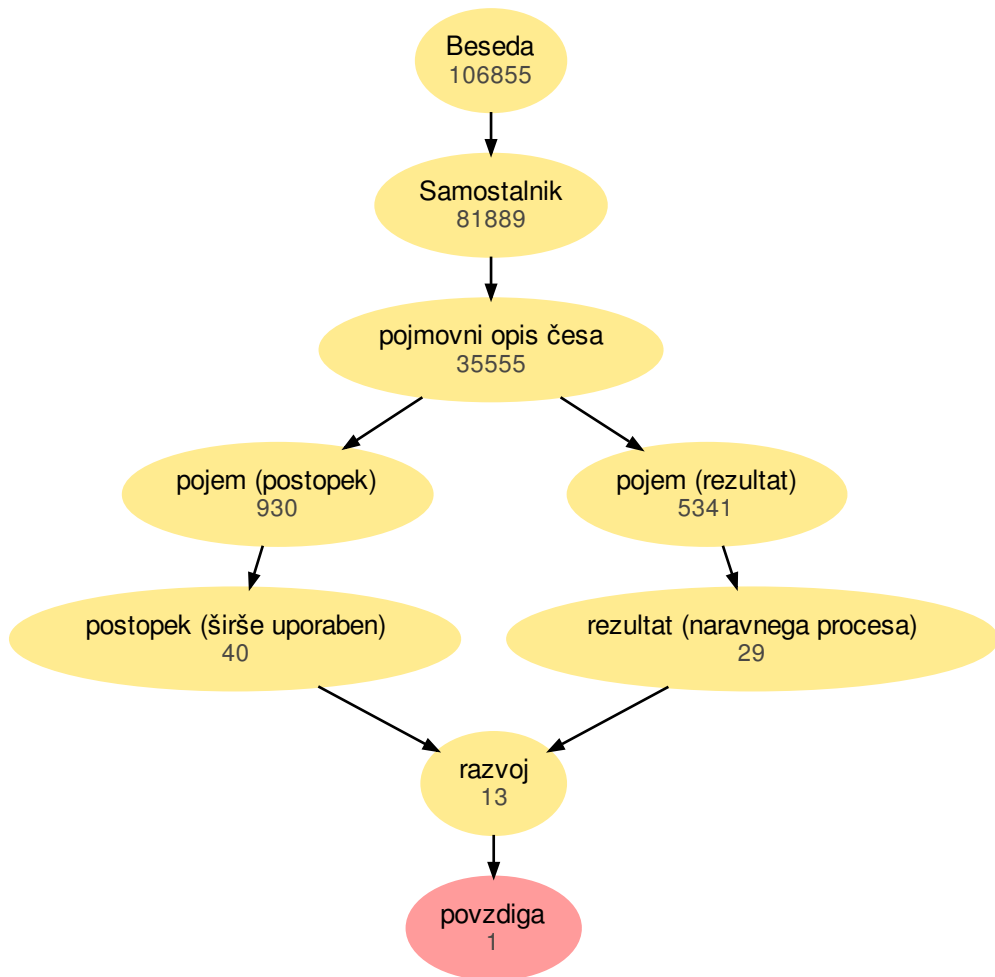 Beseda
106855
Samostalnik
81889
pojmovni opis česa
35555
pojem (postopek)
930
pojem (rezultat)
5341
postopek (širše uporaben)
40
rezultat (naravnega procesa)
29
razvoj
13
povzdiga
1